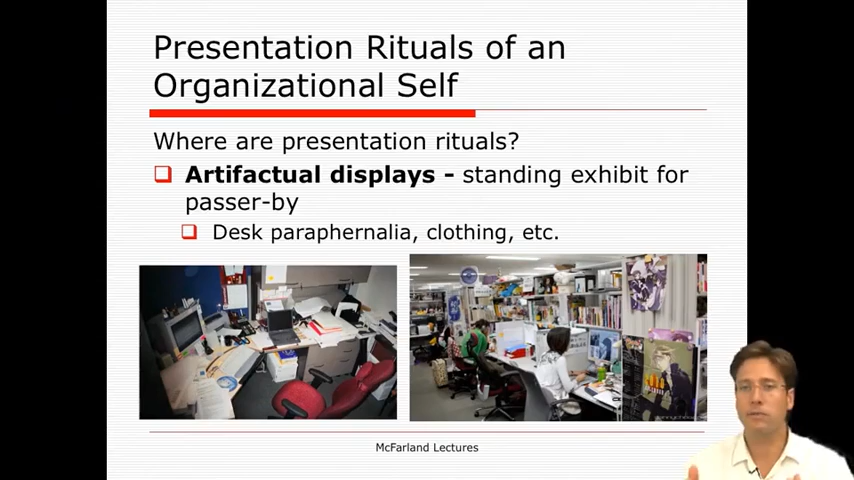 Presentation Rituals of an
Organizational Self
Where are presentation rituals?
Artifactual displays - standing exhibit for
passer-by
Desk paraphernalia, clothing, etc.
McFarland Lectures